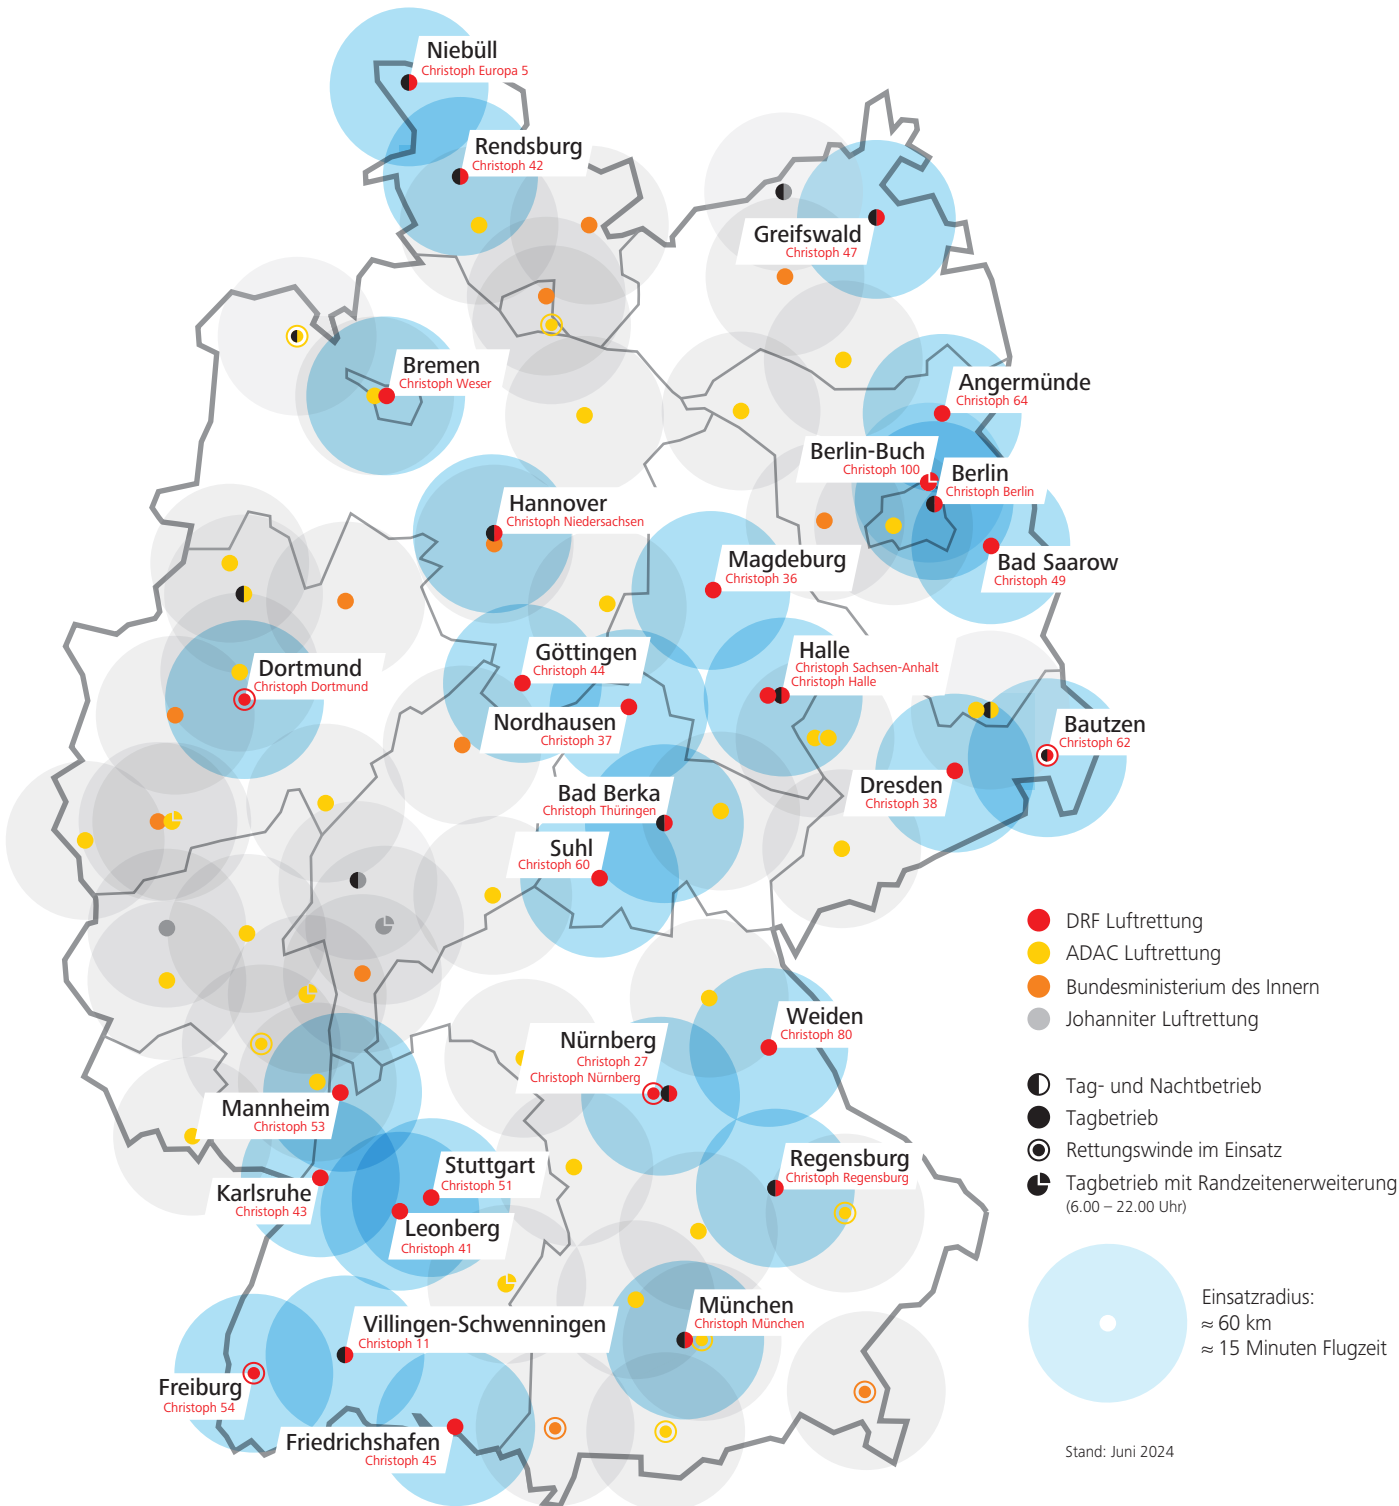 Niebüll
Christoph Europa 5
Rendsburg
Christoph 42
Greifswald
Christoph 47
Bremen
Christoph Weser
Angermünde
Christoph 64
Berlin-Buch
Christoph 100
Berlin
Christoph Berlin
Hannover
Christoph Niedersachsen
Magdeburg
Christoph 36
Bad Saarow
Christoph 49
Göttingen
Christoph 44
Halle
Christoph Sachsen-Anhalt
Christoph Halle
Dortmund
Christoph Dortmund
Nordhausen
Christoph 37
Bautzen
Christoph 62
Dresden
Christoph 38
Bad Berka
Christoph Thüringen
Suhl
Christoph 60
DRF Luftrettung
ADAC Luftrettung
Bundesministerium des Innern
Johanniter Luftrettung
Weiden
Christoph 80
Nürnberg
Christoph 27
Christoph Nürnberg
Tag- und Nachtbetrieb
Tagbetrieb
Rettungswinde im Einsatz
Tagbetrieb mit Randzeitenerweiterung
(6.00 – 22.00 Uhr)
Mannheim
Christoph 53
Stuttgart
Christoph 51
Regensburg
Christoph Regensburg
Karlsruhe
Christoph 43
Leonberg
Christoph 41
Einsatzradius:
≈ 60 km
≈ 15 Minuten Flugzeit
München
Christoph München
Villingen-Schwenningen
Christoph 11
Freiburg
Christoph 54
Friedrichshafen
Christoph 45
Stand: Juni 2024